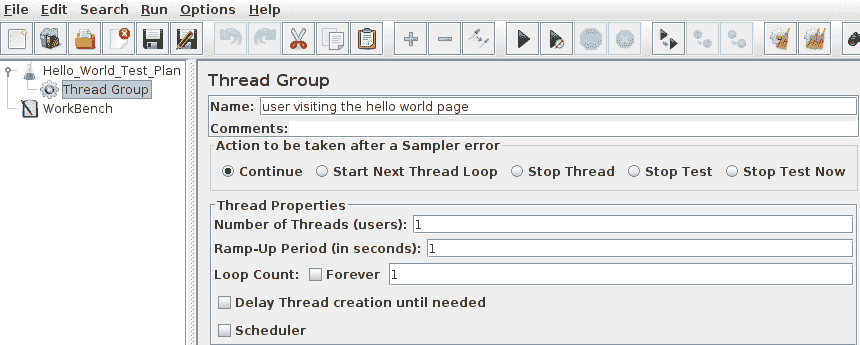 File Edit Search Run Options Help
Hello_World_Test_Plan
Thread Group
WorkBench
Thread Group
Name: user visiting the hello world page
Comments:
Action to be taken after a Sampler error
Continue Start Next Thread Loop Stop Thread Stop Test Stop Test Now
Thread Properties
Number of Threads (users): 1
Ramp-Up Period (in seconds): 1
Loop Count: Forever 1
Delay Thread creation until needed
Scheduler